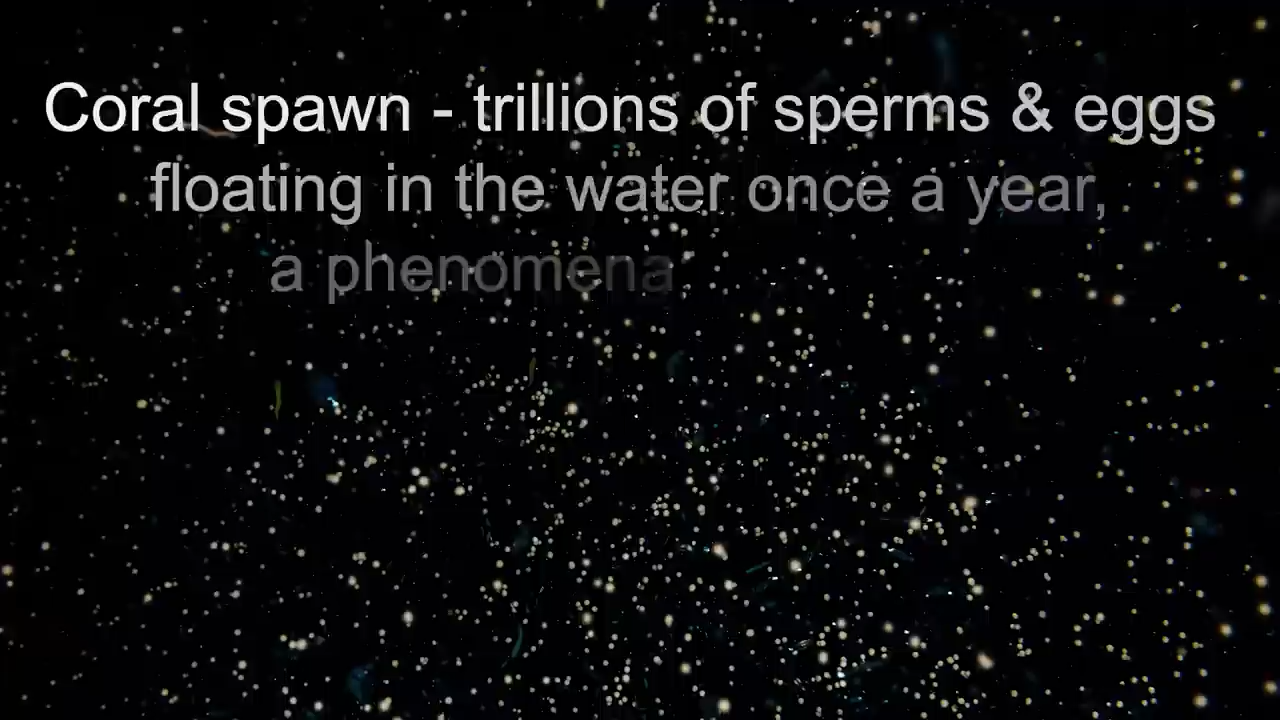 Coral spawn - trillions of sperms & eggs
floating in the water once a year,
a phenomena